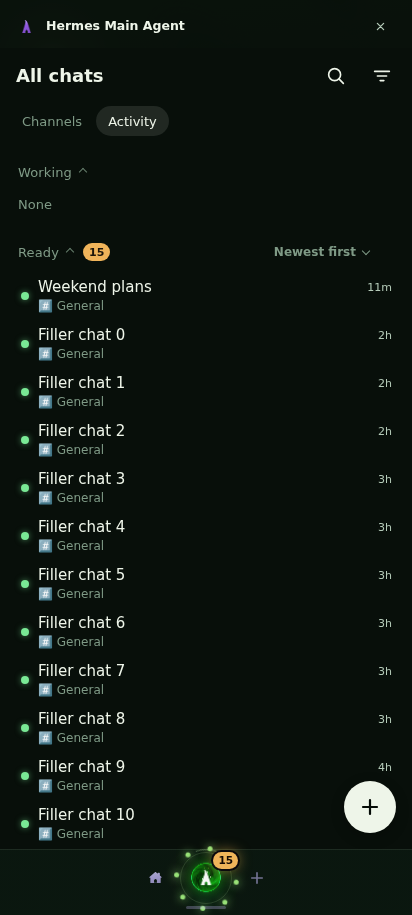 Hermes Main Agent
All chats
Channels Activity
Working
None
Ready 15 Newest first
Weekend plans 11m
# General
Filler chat 0 2h
# General
Filler chat 1 2h
# General
Filler chat 2 2h
# General
Filler chat 3 3h
# General
Filler chat 4 3h
# General
Filler chat 5 3h
# General
Filler chat 6 3h
# General
Filler chat 7 3h
# General
Filler chat 8 3h
# General
Filler chat 9 4h
# General
Filler chat 10
# General
15